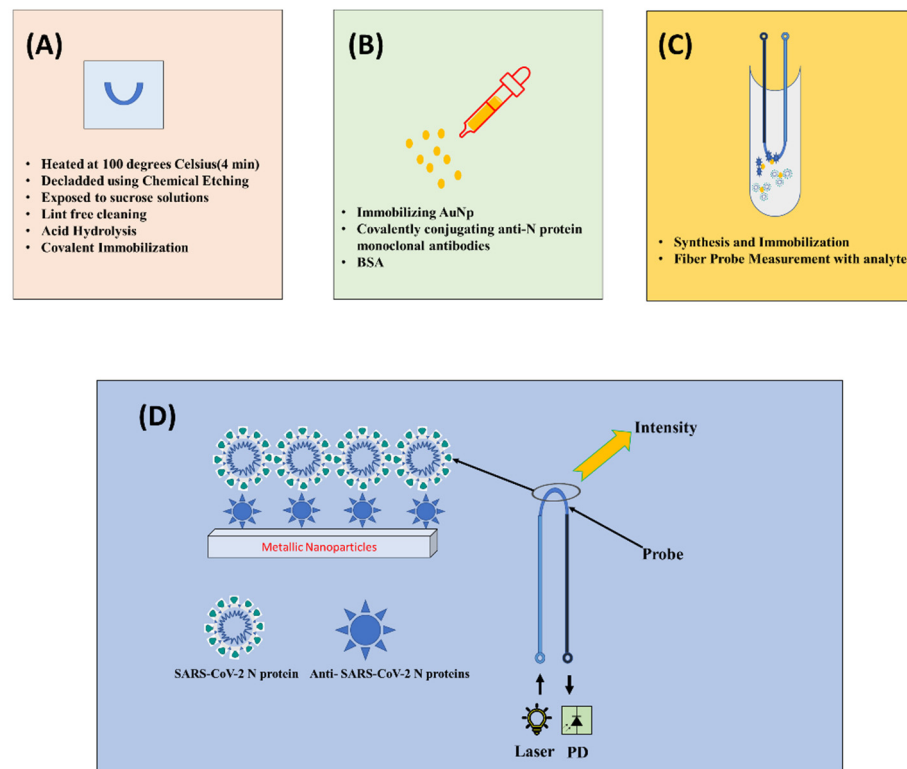 (A)
• Heated at 100 degrees Celsius(4 min)
• Decladded using Chemical Etching
• Exposed to sucrose solutions
• Lint free cleaning
• Acid Hydrolysis
• Covalent Immobilization
(B)
• Immobilizing AuNp
• Covalently conjugating anti-N protein
monoclonal antibodies
• BSA
(C)
• Synthesis and Immobilization
• Fiber Probe Measurement with analyte
(D)
Intensity
Metallic Nanoparticles
Probe
SARS-CoV-2 N protein
Anti- SARS-CoV-2 N proteins
Laser
PD